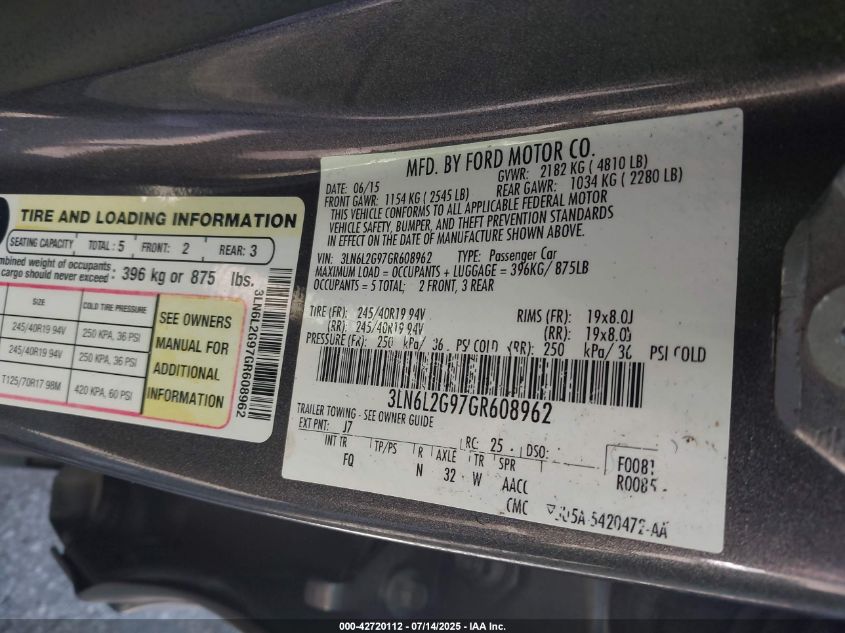 TIRE AND LOADING INFORMATION
SEATING CAPACITY TOTAL : 5 FRONT: 2 REAR: 3
mbined weight of occupants :
cargo should never exceed : 396 kg or 875 lbs.
SIZE COLD TIRE PRESSURE
245/40R19 94V 250 KPA, 36 PSI
245/40R19 94V 250 KPA, 36 PSI
T125/70R17 98M 420 KPA, 60 PSI
SEE OWNERS
MANUAL FOR
ADDITIONAL
INFORMATION
3LN6L2G97GR608962
MFD. BY FORD MOTOR CO.
DATE: 06/15 GVWR: 2182 KG ( 4810 LB)
FRONT GAWR: 1154 KG ( 2545 LB) REAR GAWR: 1034 KG ( 2280 LB)
THIS VEHICLE CONFORMS TO ALL APPLICABLE FEDERAL MOTOR
VEHICLE SAFETY, BUMPER, AND THEFT PREVENTION STANDARDS
IN EFFECT ON THE DATE OF MANUFACTURE SHOWN ABOVE.
VIN: 3LN6L2G97GR608962 TYPE: Passenger Car
MAXIMUM LOAD = OCCUPANTS + LUGGAGE = 396KG/ 875LB
OCCUPANTS = 5 TOTAL; 2 FRONT, 3 REAR
TIRE (FR): 245/40R19 94V RIMS (FR): 19x8.0J
(RR): 245/40R19 94V (RR): 19x8.0J
PRESSURE (FR): 250 kPa/ 36 PSI COLD (RR): 250 kPa/ 36 PSI COLD
3LN6L2G97GR608962
TRAILER TOWING - SEE OWNER GUIDE
EXT PNT: J7 RC: 25 DSO:
INT TR TP/PS R AXLE TR SPR
FQ N 32 W AACC
CMC
F0081
R0085
5420472-AA
000-42720112 - 07/14/2025 - IAA Inc.